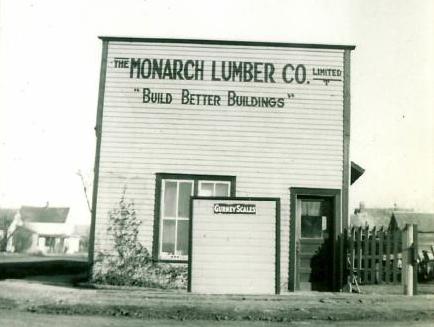 THE MONARCH LUMBER CO. LIMITED
"BUILD BETTER BUILDINGS"
GURNEY SCALES